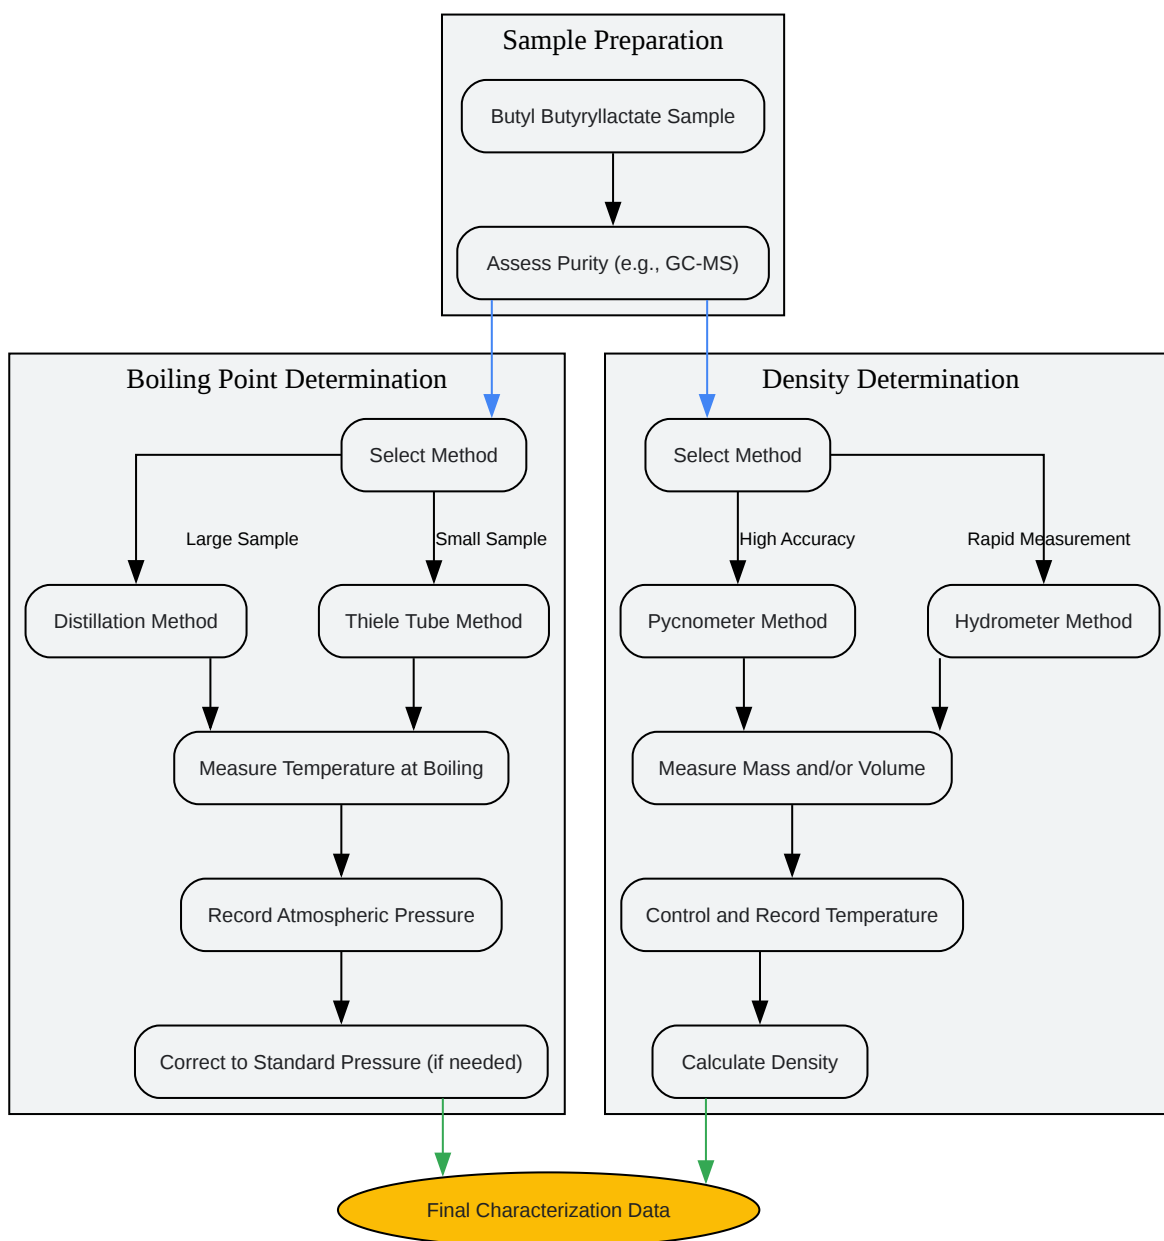 Sample Preparation
Butyl Butyryllactate Sample
Assess Purity (e.g., GC-MS)
Boiling Point Determination
Select Method
Large Sample
Small Sample
Distillation Method
Thiele Tube Method
Measure Temperature at Boiling
Record Atmospheric Pressure
Correct to Standard Pressure (if needed)
Density Determination
Select Method
High Accuracy
Rapid Measurement
Pycnometer Method
Hydrometer Method
Measure Mass and/or Volume
Control and Record Temperature
Calculate Density
Final Characterization Data